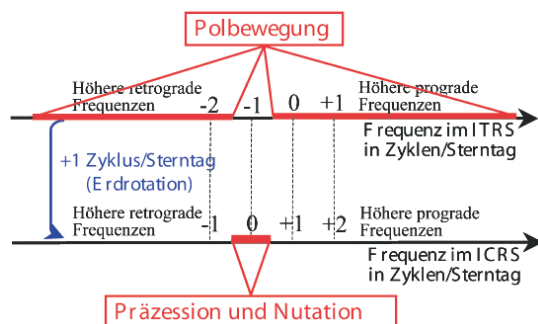 Polbewegung
Höhere retrograde
Frequenzen
-2 -1 0 +1
Höhere prograde
Frequenzen
Frequenz im ITRS
in Zyklen/Sterntag
+1 Zyklus/Sterntag
(Erdrotation)
Höhere retrograde
Frequenzen
-1 0 +1 +2
Höhere prograde
Frequenzen
Frequenz im ICRS
in Zyklen/Sterntag
Präzession und Nutation